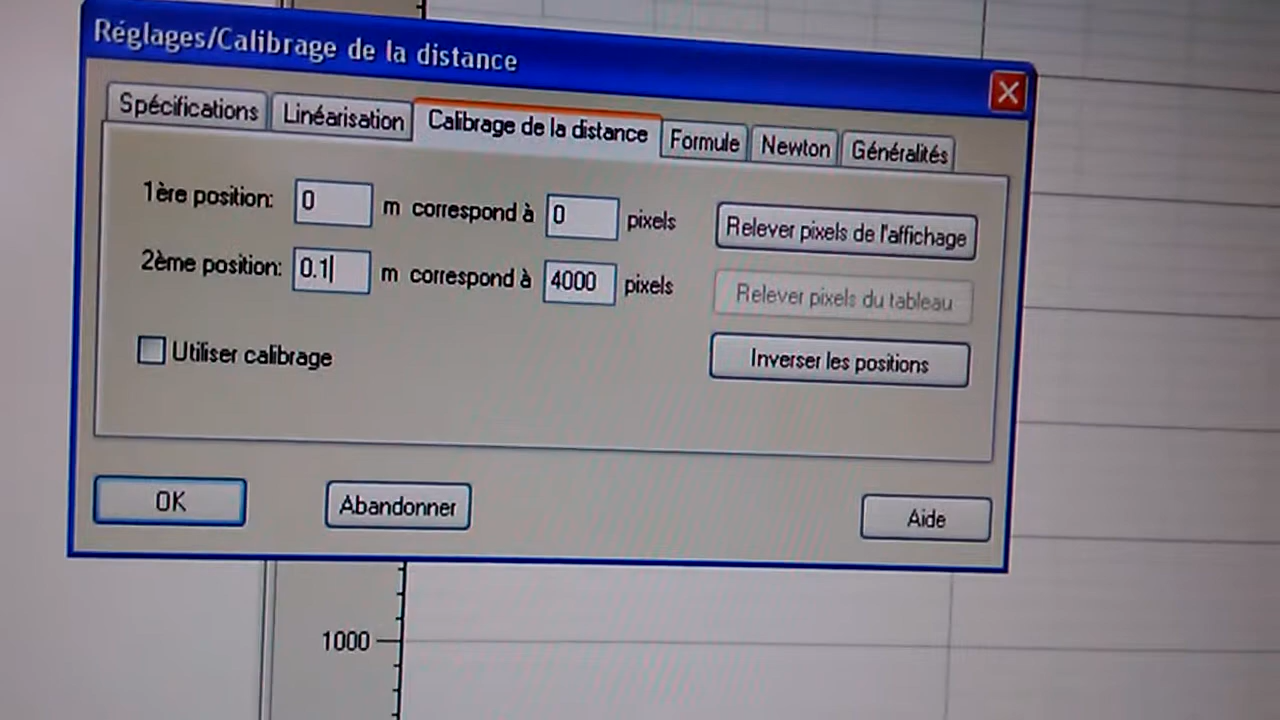 Réglages/Calibrage de la distance
Spécifications Linéarisation Calibrage de la distance Formule Newton Généralités
1ère position: 0 m correspond à 0 pixels Relever pixels de l'affichage
2ème position: 0.1 m correspond à 4000 pixels Relever pixels du tableau
Utiliser calibrage Inverser les positions
OK Abandonner Aide
1000